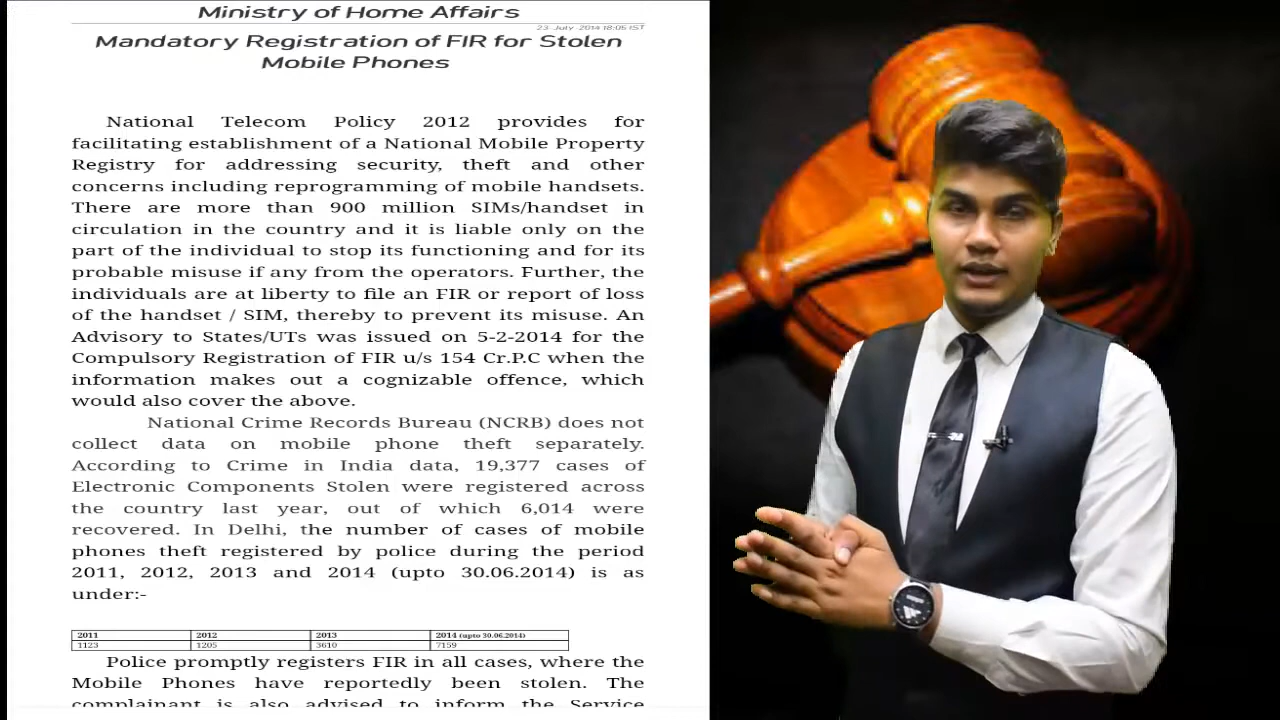 Ministry of Home Affairs
23-July-2014 18:05 IST
Mandatory Registration of FIR for Stolen
Mobile Phones
National Telecom Policy 2012 provides for
facilitating establishment of a National Mobile Property
Registry for addressing security, theft and other
concerns including reprogramming of mobile handsets.
There are more than 900 million SIMs/handset in
circulation in the country and it is liable only on the
part of the individual to stop its functioning and for its
probable misuse if any from the operators. Further, the
individuals are at liberty to file an FIR or report of loss
of the handset / SIM, thereby to prevent its misuse. An
Advisory to States/UTs was issued on 5-2-2014 for the
Compulsory Registration of FIR u/s 154 Cr.P.C when the
information makes out a cognizable offence, which
would also cover the above.
National Crime Records Bureau (NCRB) does not
collect data on mobile phone theft separately.
According to Crime in India data, 19,377 cases of
Electronic Components Stolen were registered across
the country last year, out of which 6,014 were
recovered. In Delhi, the number of cases of mobile
phones theft registered by police during the period
2011, 2012, 2013 and 2014 (upto 30.06.2014) is as
under:-
2011 2012 2013 2014 (upto 30.06.2014)
1123 1205 3610 7159
Police promptly registers FIR in all cases, where the
Mobile Phones have reportedly been stolen. The
complainant is also advised to inform the Service